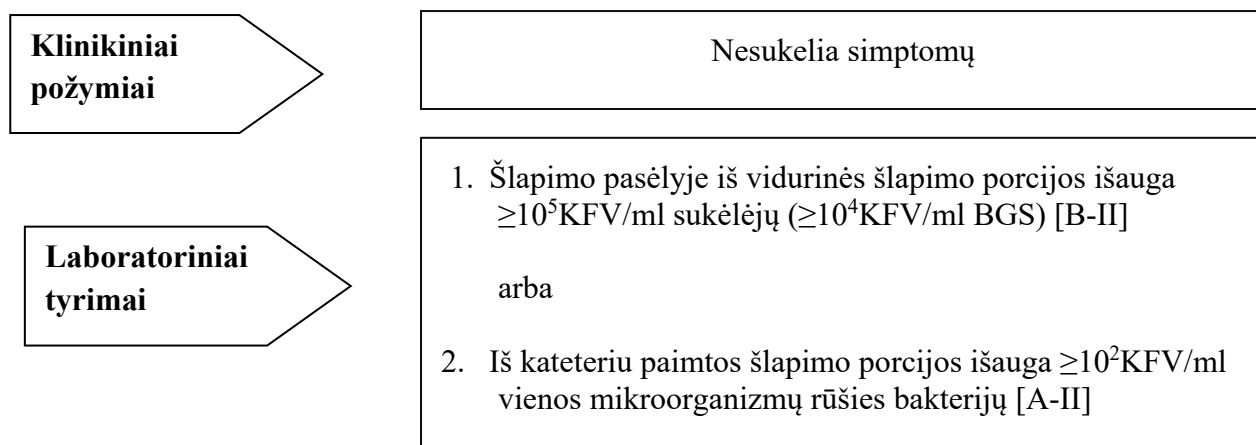 Klinikiniai
požymiai
Nesukelia simptomų
Laboratoriniai
tyrimai
1. Šlapimo pasėlyje iš vidurinės šlapimo porcijos išauga
≥10⁵KFV/ml sukėlėjų (≥10⁴KFV/ml BGS) [B-II]
arba
2. Iš kateteriu paimtos šlapimo porcijos išauga ≥10²KFV/ml
vienos mikroorganizmų rūšies bakterijų [A-II]